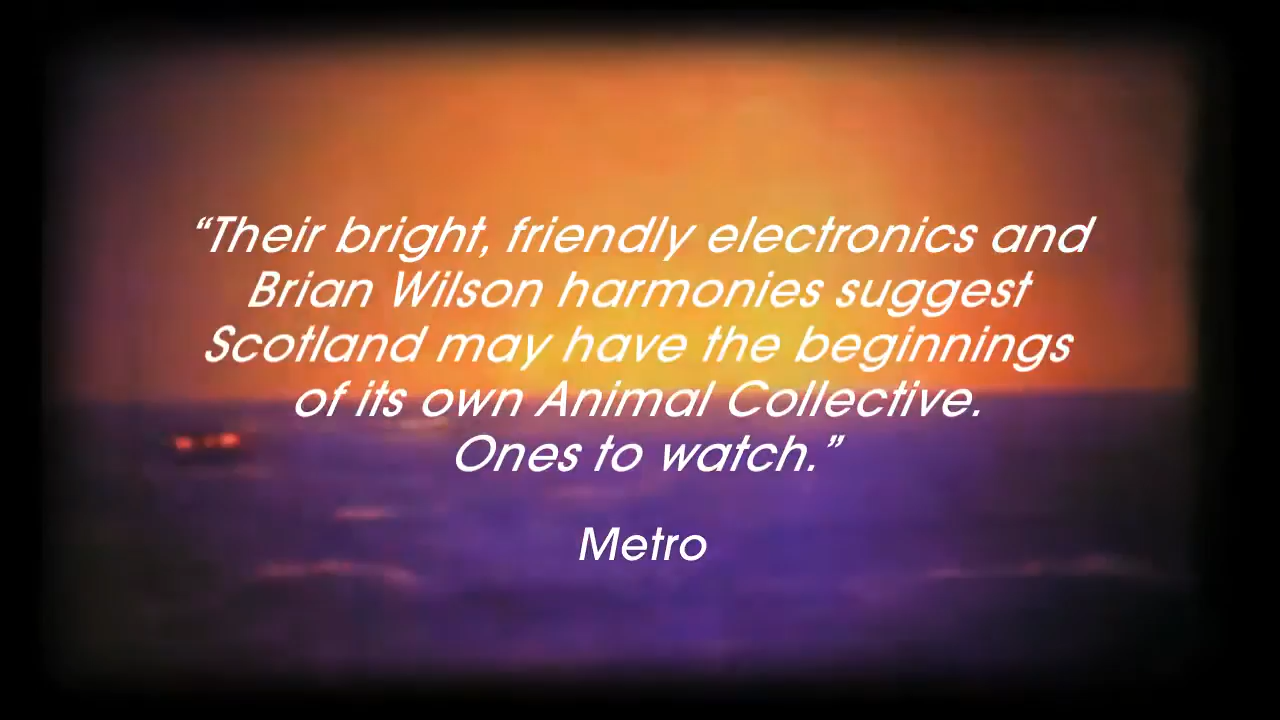 “Their bright, friendly electronics and
Brian Wilson harmonies suggest
Scotland may have the beginnings
of its own Animal Collective.
Ones to watch.”
Metro